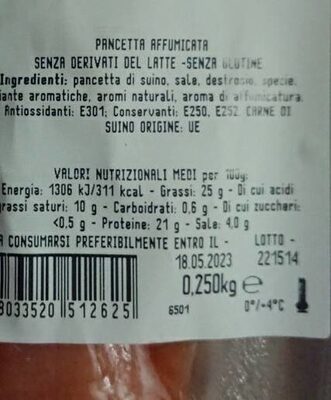 PANCETTA AFFUMICATA
SENZA DERIVATI DEL LATTE -SENZA GLUTINE
Ingredienti: pancetta di suino, sale, destrosio, spezie,
iante aromatiche, aromi naturali, aroma di affumicatura.
Antiossidanti: E301; Conservanti: E250, E252 CARNE DI
SUINO ORIGINE: UE
VALORI NUTRIZIONALI MEDI per 100g:
Energia: 1306 kJ/311 kcal - Grassi: 25 g - Di cui acidi
grassi saturi: 10 g - Carboidrati: 0,6 g - Di cui zuccheri:
<0,5 g - Proteine: 21 g - Sale: 4,0 g
A CONSUMARSI PREFERIBILMENTE ENTRO IL - LOTTO -
18.05.2023 221514
0,250kg e
8033520 512625 6501 0°/+4°C